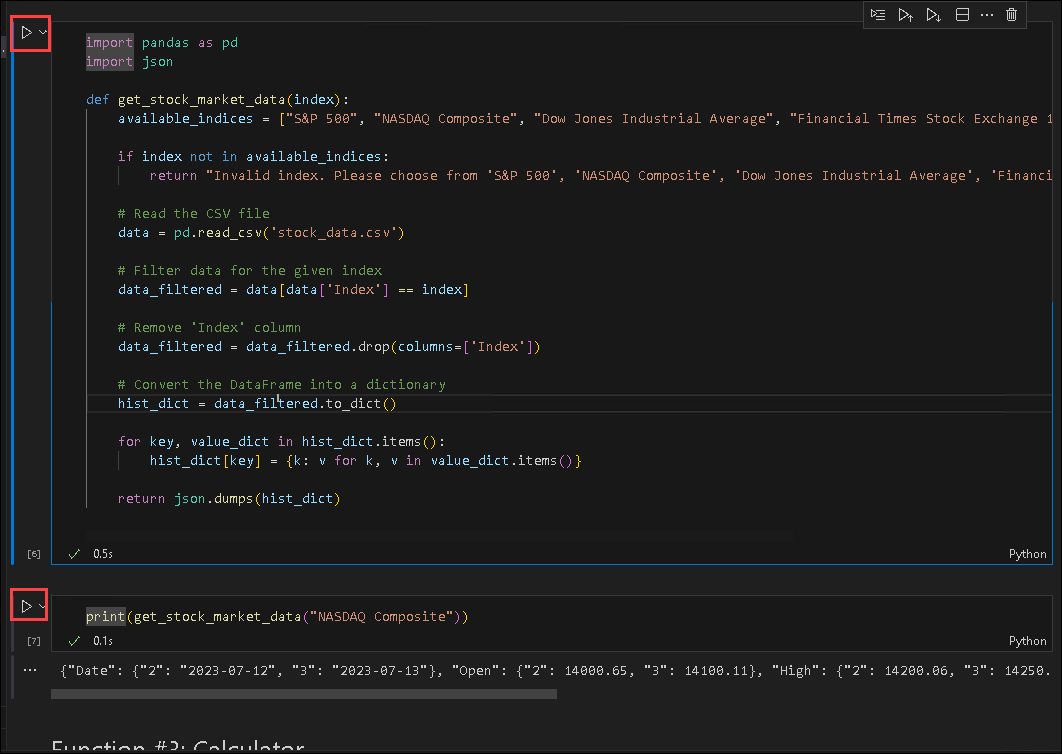 import pandas as pd
import json
def get_stock_market_data(index):
available_indices = ["S&P 500", "NASDAQ Composite", "Dow Jones Industrial Average", "Financial Times Stock Exchange 1
if index not in available_indices:
return "Invalid index. Please choose from 'S&P 500', 'NASDAQ Composite', 'Dow Jones Industrial Average', 'Financi
# Read the CSV file
data = pd.read_csv('stock_data.csv')
# Filter data for the given index
data_filtered = data[data['Index'] == index]
# Remove 'Index' column
data_filtered = data_filtered.drop(columns=['Index'])
# Convert the DataFrame into a dictionary
hist_dict = data_filtered.to_dict()
for key, value_dict in hist_dict.items():
hist_dict[key] = {k: v for k, v in value_dict.items()}
return json.dumps(hist_dict)
[6] 0.5s Python
print(get_stock_market_data("NASDAQ Composite"))
[7] 0.1s Python
{"Date": {"2": "2023-07-12", "3": "2023-07-13"}, "Open": {"2": 14000.65, "3": 14100.11}, "High": {"2": 14200.06, "3": 14250.
Function #3: Calculator